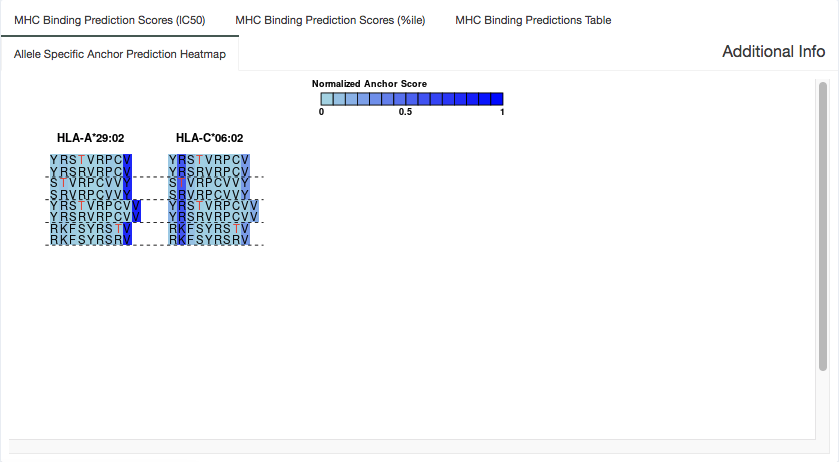 MHC Binding Prediction Scores (IC50) MHC Binding Prediction Scores (%ile) MHC Binding Predictions Table
Allele Specific Anchor Prediction Heatmap
Additional Info
Normalized Anchor Score
0 0.5 1
HLA-A*29:02 HLA-C*06:02
YRSTVRPCV YRSTVRPCV
YRSRVRPCV YRSRVRPCV
STVRPCVVY STVRPCVVY
SRVRPCVVY SRVRPCVVY
YRSTVRPCVV YRSTVRPCVV
YRSRVRPCVV YRSRVRPCVV
RKFSYRSTV RKFSYRSTV
RKFSYRSRV RKFSYRSRV